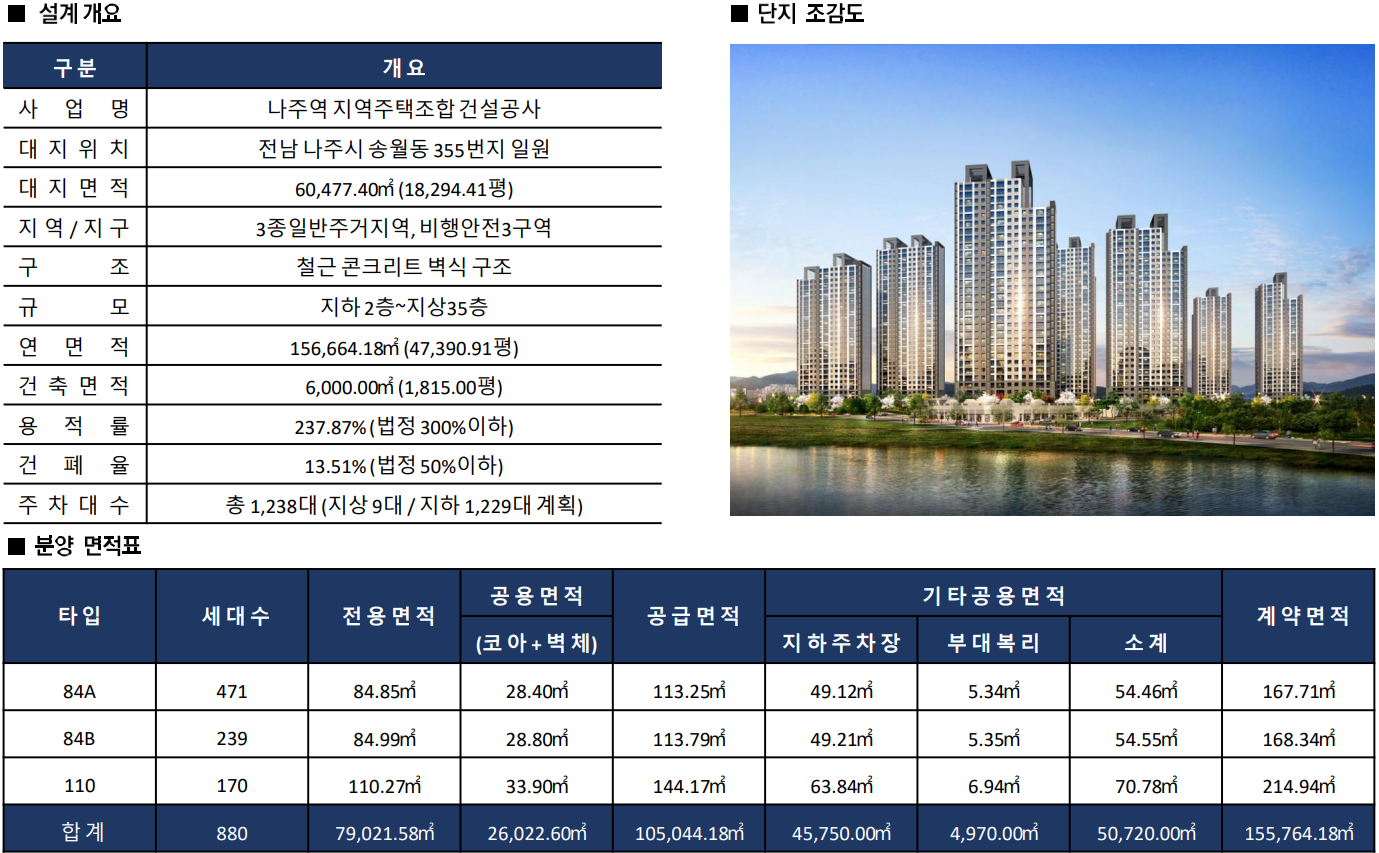 ■ 설계 개요
구 분 개 요
사 업 명 나주역 지역주택조합 건설공사
대 지 위 치 전남 나주시 송월동 355번지 일원
대 지 면 적 60,477.40㎡ (18,294.41평)
지 역 / 지 구 3종일반주거지역, 비행안전3구역
구 조 철근 콘크리트 벽식 구조
규 모 지하 2층~지상35층
연 면 적 156,664.18㎡ (47,390.91평)
건 축 면 적 6,000.00㎡ (1,815.00평)
용 적 률 237.87% ( 법정 300%이하)
건 폐 율 13.51% ( 법정 50%이하)
주 차 대 수 총 1,238대 (지상 9대 / 지하 1,229대 계획)
■ 단지 조감도
■ 분양 면적표
타 입 세 대 수 전 용 면 적 공 용 면 적 공 급 면 적 기 타 공 용 면 적 계 약 면 적
(코 아 + 벽 체) 지 하 주 차 장 부 대 복 리 소 계
84A 471 84.85㎡ 28.40㎡ 113.25㎡ 49.12㎡ 5.34㎡ 54.46㎡ 167.71㎡
84B 239 84.99㎡ 28.80㎡ 113.79㎡ 49.21㎡ 5.35㎡ 54.55㎡ 168.34㎡
110 170 110.27㎡ 33.90㎡ 144.17㎡ 63.84㎡ 6.94㎡ 70.78㎡ 214.94㎡
합 계 880 79,021.58㎡ 26,022.60㎡ 105,044.18㎡ 45,750.00㎡ 4,970.00㎡ 50,720.00㎡ 155,764.18㎡